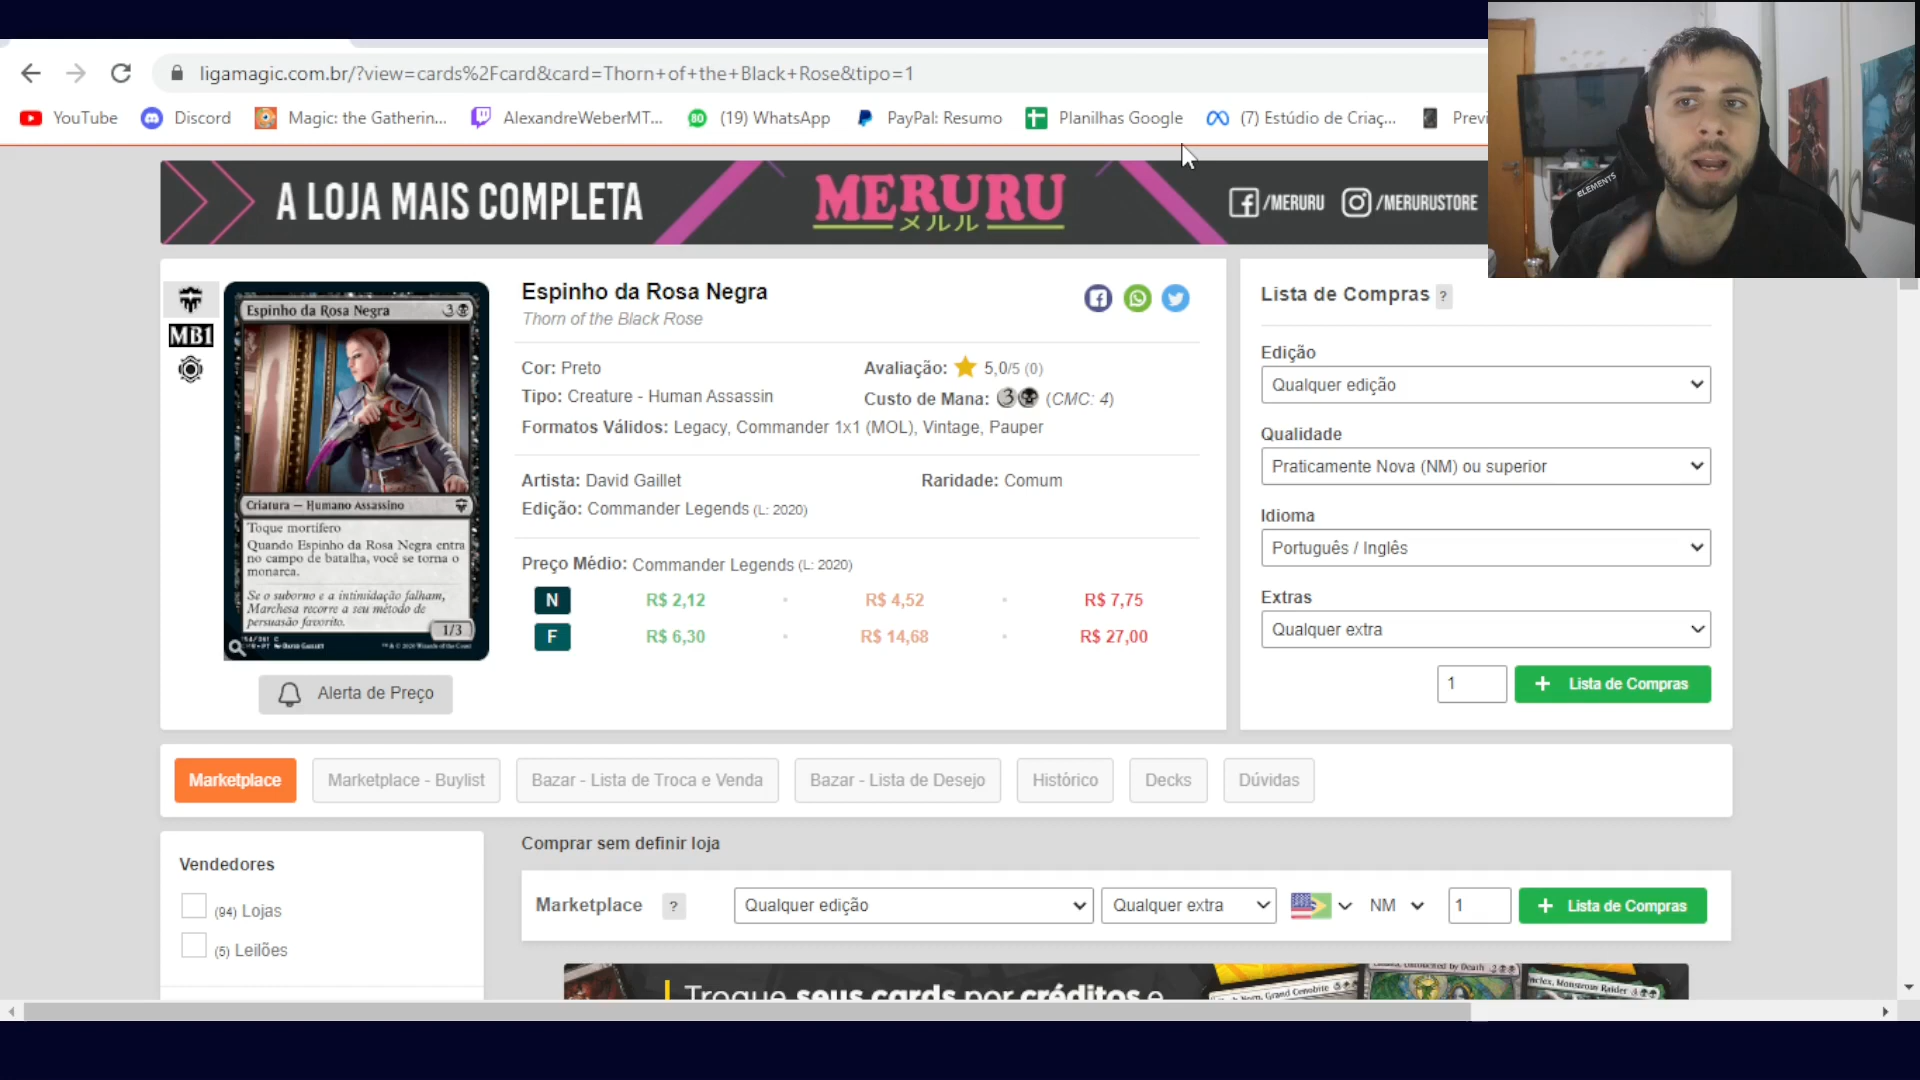 ligamagic.com.br/?view=cards%2Fcard&card=Thorn+of+the+Black+Rose&tipo=1
YouTube
Discord
Magic: the Gatherin...
AlexandreWeberMT...
(19) WhatsApp
PayPal: Resumo
Planilhas Google
(7) Estúdio de Criaç...
Previ
A LOJA MAIS COMPLETA
MERURU
メルル
/MERURU
/MERURUSTORE
ELEMENTS
MB1
Espinho da Rosa Negra
3
Criatura — Humano Assassino
Toque mortífero
Quando Espinho da Rosa Negra entra
no campo de batalha, você se torna o
monarca.
Se o suborno e a intimidação falham,
Marchesa recorre a seu método de
persuasão favorito.
1/3
Alerta de Preço
Espinho da Rosa Negra
Thorn of the Black Rose
Cor: Preto
Avaliação: 5,0/5 (0)
Tipo: Creature - Human Assassin
Custo de Mana: 3 (CMC: 4)
Formatos Válidos: Legacy, Commander 1x1 (MOL), Vintage, Pauper
Artista: David Gaillet
Raridade: Comum
Edição: Commander Legends (L: 2020)
Preço Médio: Commander Legends (L: 2020)
N R$ 2,12 R$ 4,52 R$ 7,75
F R$ 6,30 R$ 14,68 R$ 27,00
Lista de Compras ?
Edição
Qualquer edição
Qualidade
Praticamente Nova (NM) ou superior
Idioma
Português / Inglês
Extras
Qualquer extra
1 + Lista de Compras
Marketplace
Marketplace - Buylist
Bazar - Lista de Troca e Venda
Bazar - Lista de Desejo
Histórico
Decks
Dúvidas
Vendedores
(94) Lojas
(5) Leilões
Comprar sem definir loja
Marketplace ? Qualquer edição Qualquer extra NM 1 + Lista de Compras
Troque seus cards por créditos e